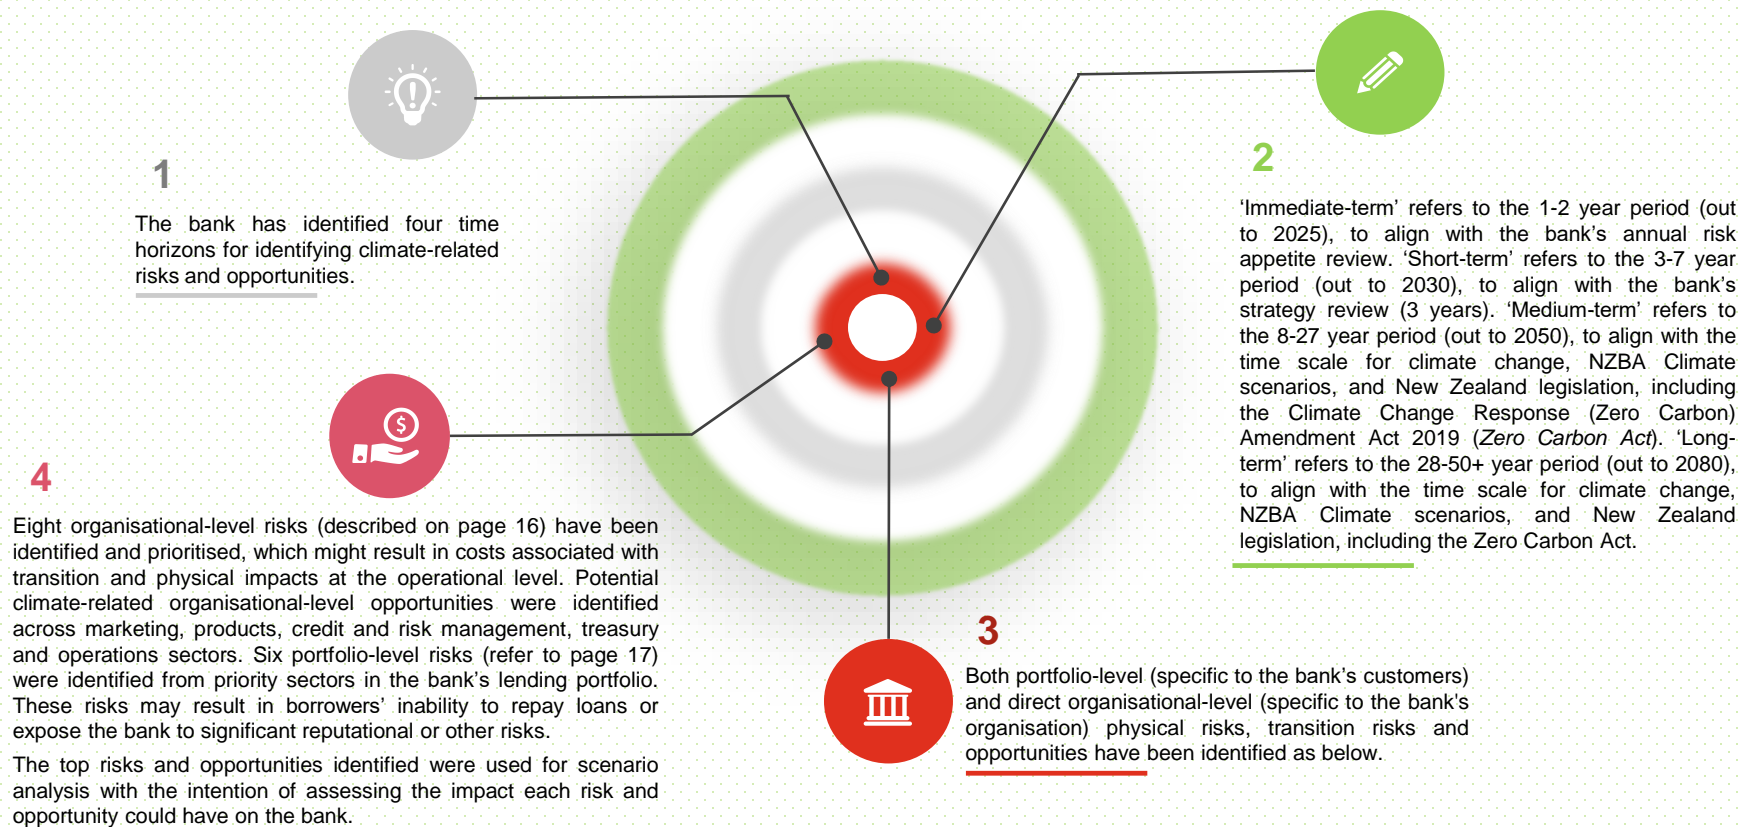 1
The bank has identified four time
horizons for identifying climate-related
risks and opportunities.
2
‘Immediate-term’ refers to the 1-2 year period (out
to 2025), to align with the bank’s annual risk
appetite review. ‘Short-term’ refers to the 3-7 year
period (out to 2030), to align with the bank’s
strategy review (3 years). ‘Medium-term’ refers to
the 8-27 year period (out to 2050), to align with the
time scale for climate change, NZBA Climate
scenarios, and New Zealand legislation, including
the Climate Change Response (Zero Carbon)
Amendment Act 2019 (Zero Carbon Act). ‘Long-
term’ refers to the 28-50+ year period (out to 2080),
to align with the time scale for climate change,
NZBA Climate scenarios, and New Zealand
legislation, including the Zero Carbon Act.
3
Both portfolio-level (specific to the bank’s customers)
and direct organisational-level (specific to the bank’s
organisation) physical risks, transition risks and
opportunities have been identified as below.
$
4
Eight organisational-level risks (described on page 16) have been
identified and prioritised, which might result in costs associated with
transition and physical impacts at the operational level. Potential
climate-related organisational-level opportunities were identified
across marketing, products, credit and risk management, treasury
and operations sectors. Six portfolio-level risks (refer to page 17)
were identified from priority sectors in the bank’s lending portfolio.
These risks may result in borrowers’ inability to repay loans or
expose the bank to significant reputational or other risks.
The top risks and opportunities identified were used for scenario
analysis with the intention of assessing the impact each risk and
opportunity could have on the bank.